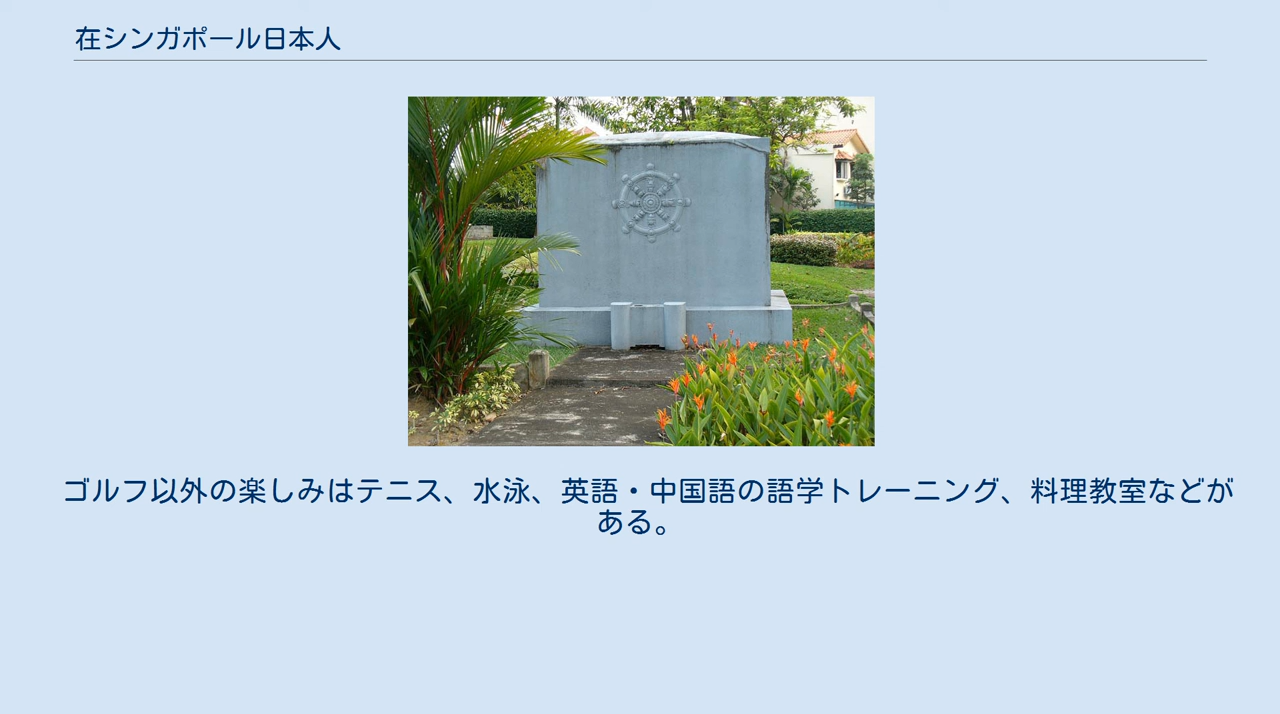 在シンガポール日本人
ゴルフ以外の楽しみはテニス、水泳、英語・中国語の語学トレーニング、料理教室などが
ある。